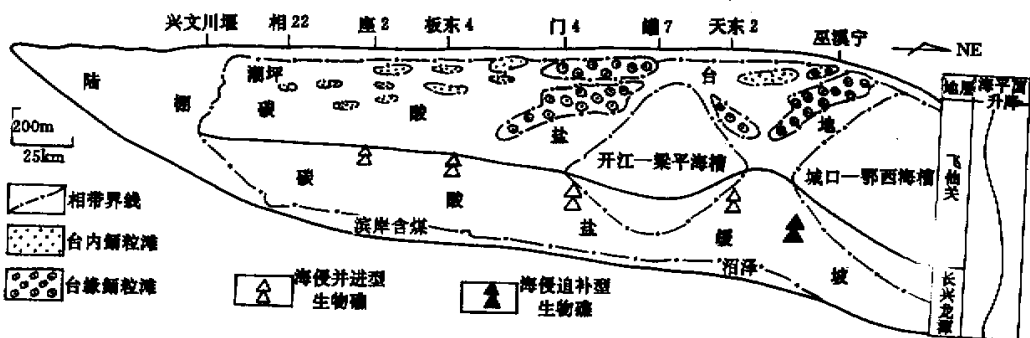 兴文川堰 相22 座2 板东4 门4 罐7 天东2 巫溪宁 NE
陆 棚 潮坪 碳 酸 盐 台 地
地层 海平面
升降
200m
25km
开江—梁平海槽 城口—鄂西海槽
飞仙关
碳 酸 盐 缓 坡
滨岸含煤 沼泽
长兴龙潭
相带界线
台内鲕粒滩
台缘鲕粒滩
海侵并进型
生物礁
海侵追补型
生物礁